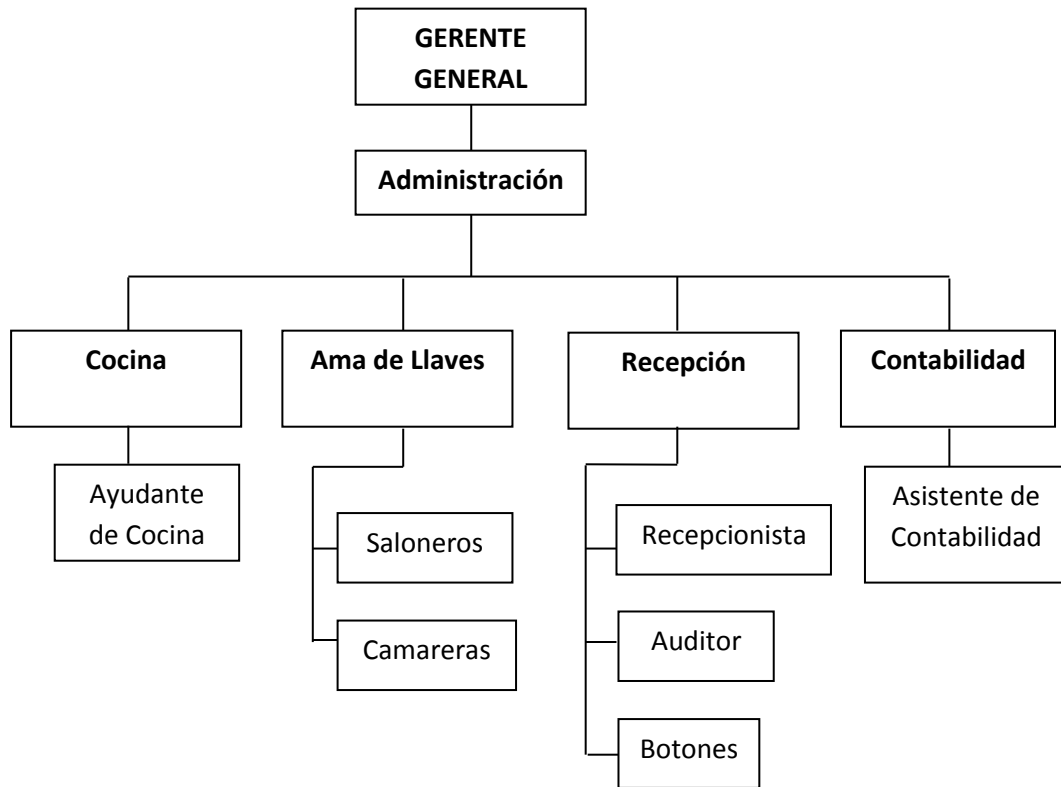 GERENTE
GENERAL
Administración
Cocina
Ama de Llaves
Recepción
Contabilidad
Ayudante
de Cocina
Saloneros
Camareras
Recepcionista
Auditor
Botones
Asistente de
Contabilidad